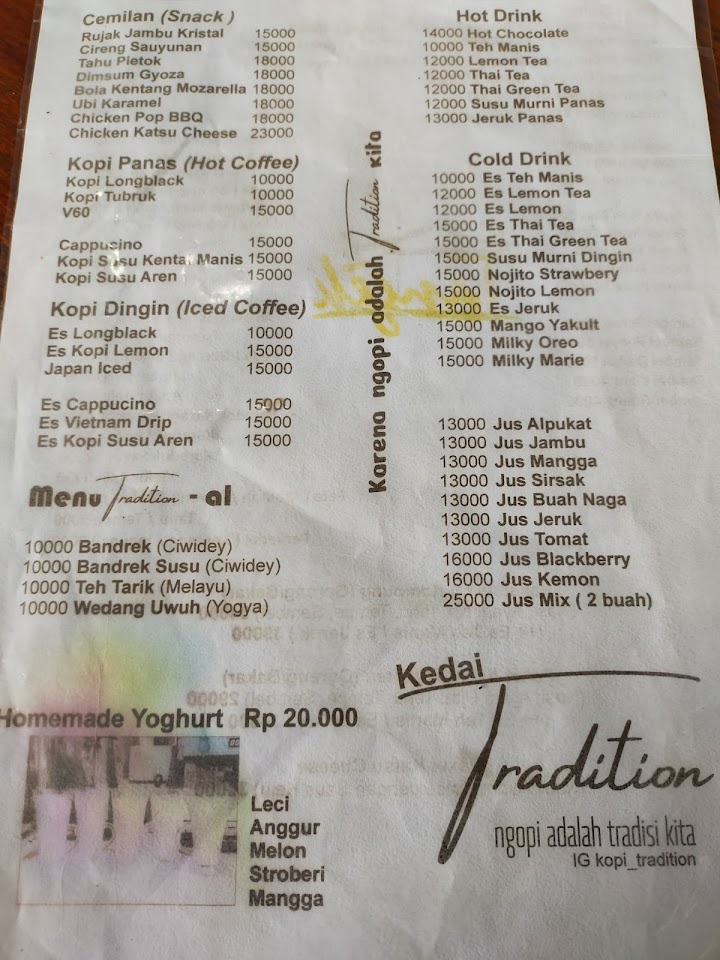 Cemilan (Snack )
Rujak Jambu Kristal 15000
Cireng Sauyunan 15000
Tahu Pletok 18000
Dimsum Gyoza 18000
Bola Kentang Mozarella 18000
Ubi Karamel 18000
Chicken Pop BBQ 18000
Chicken Katsu Cheese 23000
Kopi Panas (Hot Coffee)
Kopi Longblack 10000
Kopi Tubruk 10000
V60 15000
Cappucino 15000
Kopi Susu Kental Manis 15000
Kopi Susu Aren 15000
Kopi Dingin (Iced Coffee)
Es Longblack 10000
Es Kopi Lemon 15000
Japan Iced 15000
Es Cappucino 15000
Es Vietnam Drip 15000
Es Kopi Susu Aren 15000
Menu Tradition - al
10000 Bandrek (Ciwidey)
10000 Bandrek Susu (Ciwidey)
10000 Teh Tarik (Melayu)
10000 Wedang Uwuh (Yogya)
Homemade Yoghurt Rp 20.000
Leci
Anggur
Melon
Stroberi
Mangga
Karena ngopi adalah Tradition kita
Hot Drink
14000 Hot Chocolate
10000 Teh Manis
12000 Lemon Tea
12000 Thai Tea
12000 Thai Green Tea
12000 Susu Murni Panas
13000 Jeruk Panas
Cold Drink
10000 Es Teh Manis
12000 Es Lemon Tea
12000 Es Lemon
15000 Es Thai Tea
15000 Es Thai Green Tea
15000 Susu Murni Dingin
15000 Nojito Strawbery
15000 Nojito Lemon
13000 Es Jeruk
15000 Mango Yakult
15000 Milky Oreo
15000 Milky Marie
13000 Jus Alpukat
13000 Jus Jambu
13000 Jus Mangga
13000 Jus Sirsak
13000 Jus Buah Naga
13000 Jus Jeruk
13000 Jus Tomat
16000 Jus Blackberry
16000 Jus Kemon
25000 Jus Mix ( 2 buah)
Kedai
Tradition
ngopi adalah tradisi kita
IG kopi_tradition